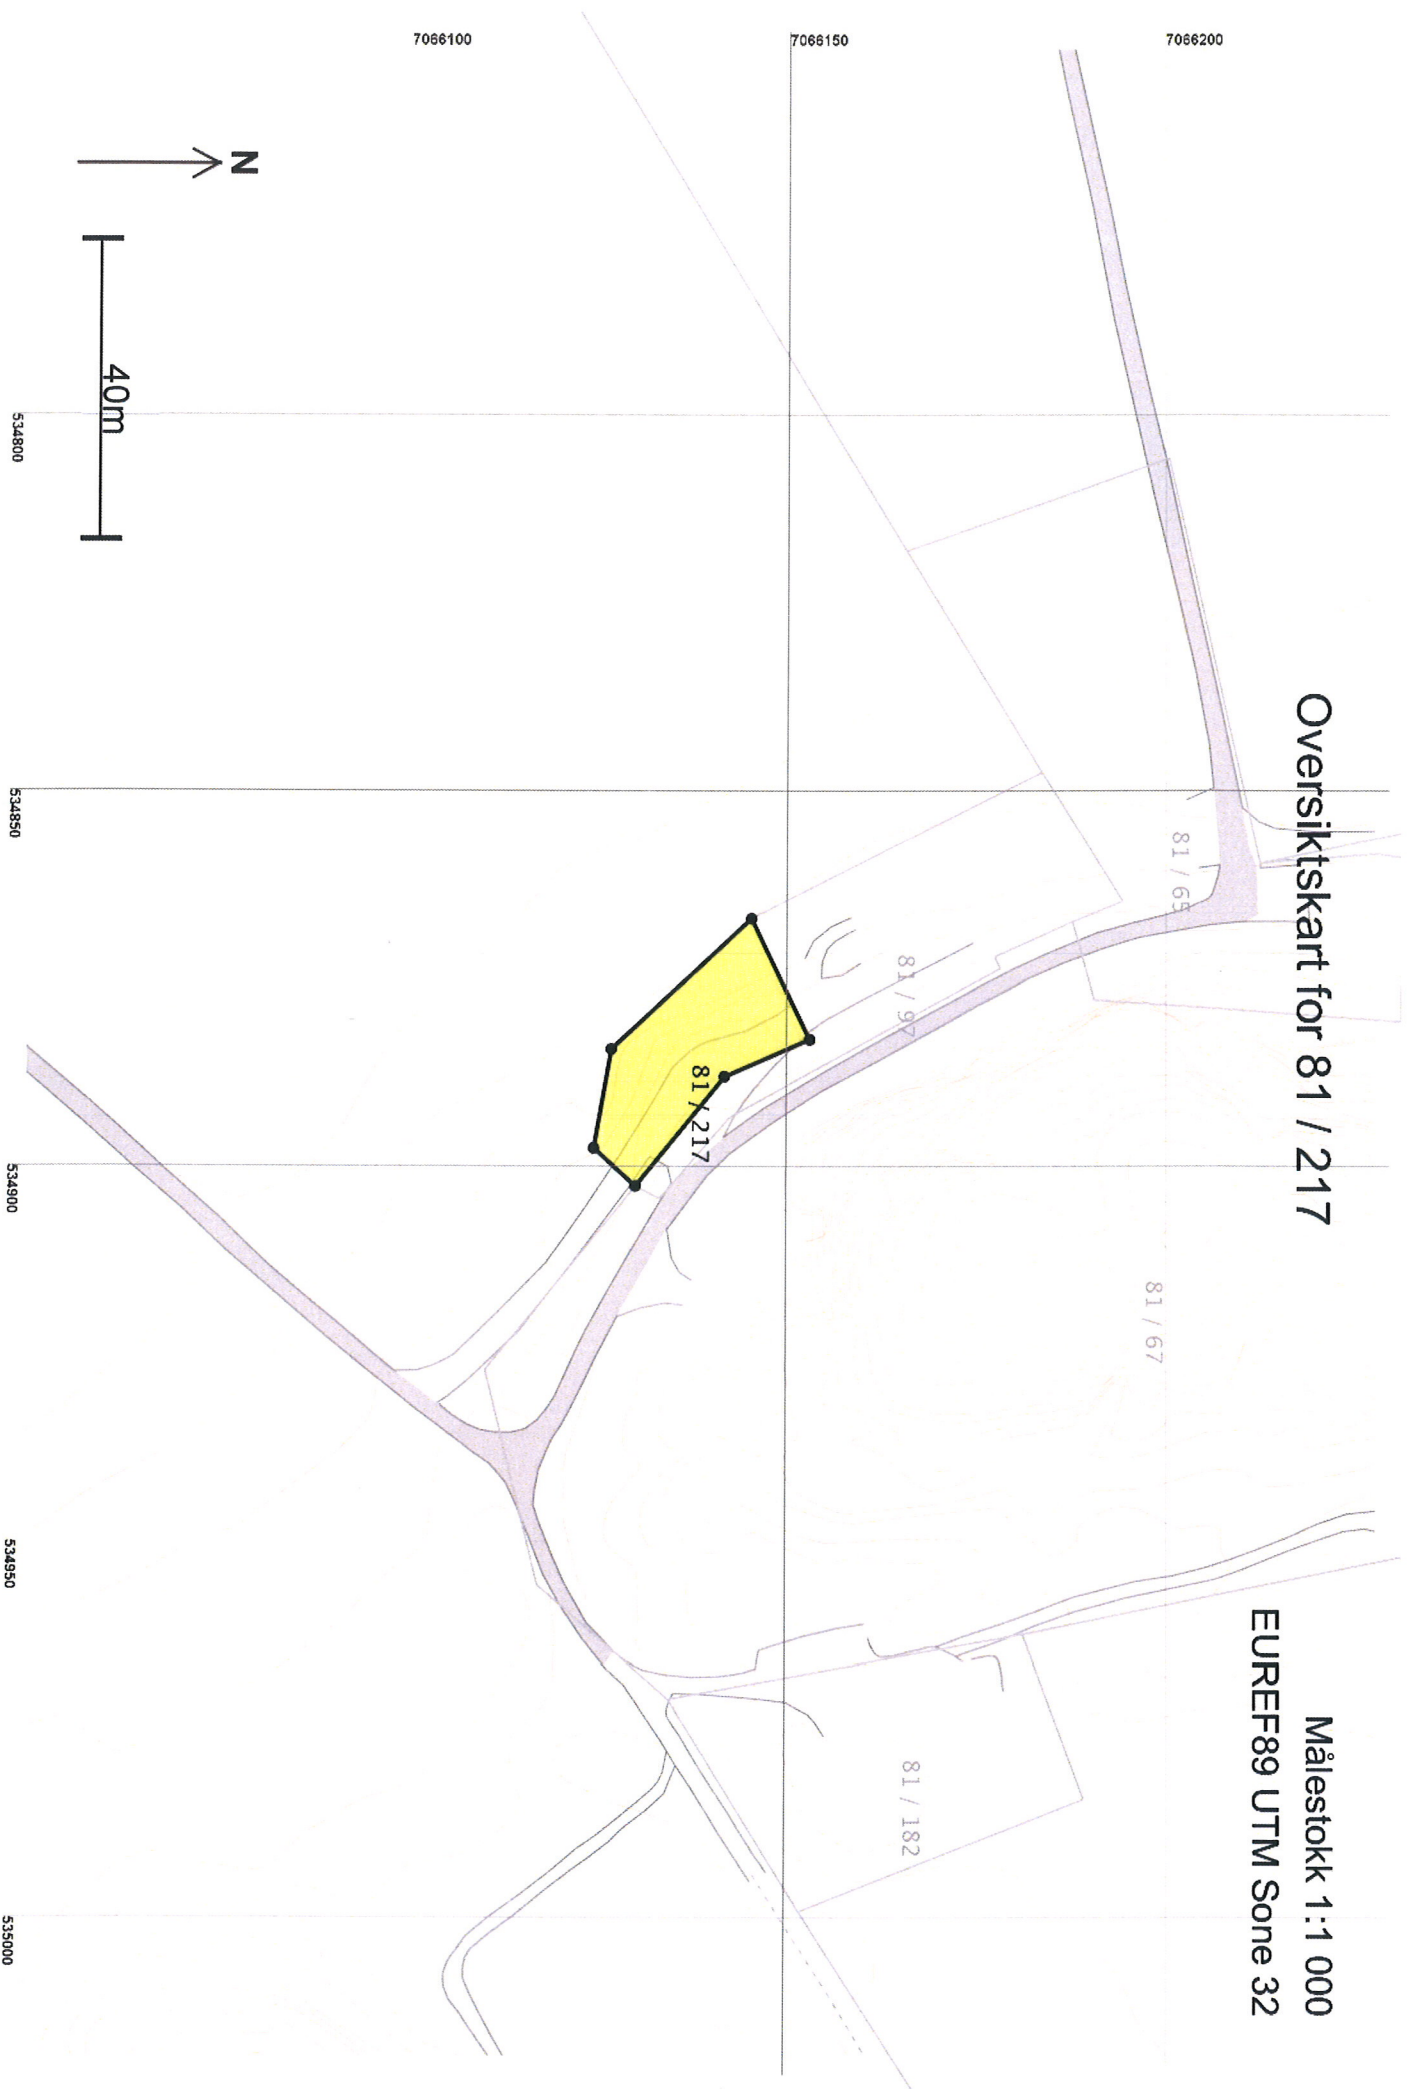 Oversiktskart for 81 / 217
Målestokk 1:1 000
EUREF89 UTM Sone 32
7066100
7066150
7066200
N
40m
534800
534850
534900
534950
535000
81 / 65
81 / 97
81 / 217
81 / 67
81 / 182